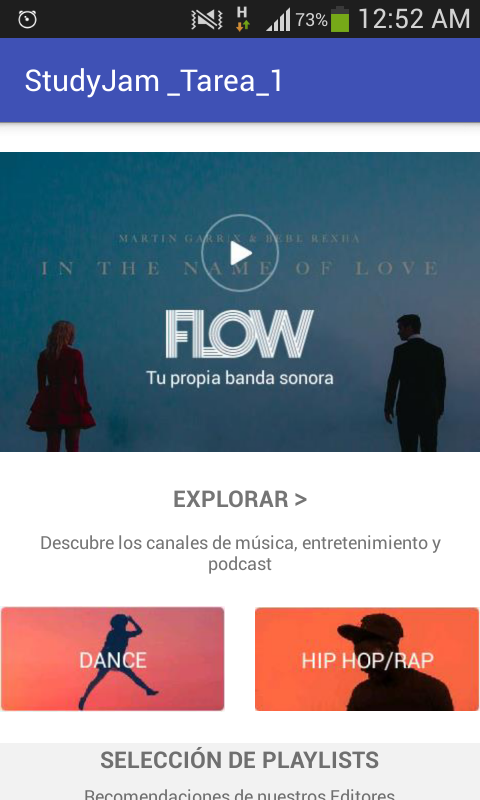 H
73%
12:52 AM
StudyJam _Tarea_1
MARTIN GARRIX & BEBE REXHA
IN THE NAME OF LOVE
FLOW
Tu propia banda sonora
EXPLORAR >
Descubre los canales de música, entretenimiento y
podcast
DANCE
HIP HOP/RAP
SELECCIÓN DE PLAYLISTS
Recomendaciones de nuestros Editores